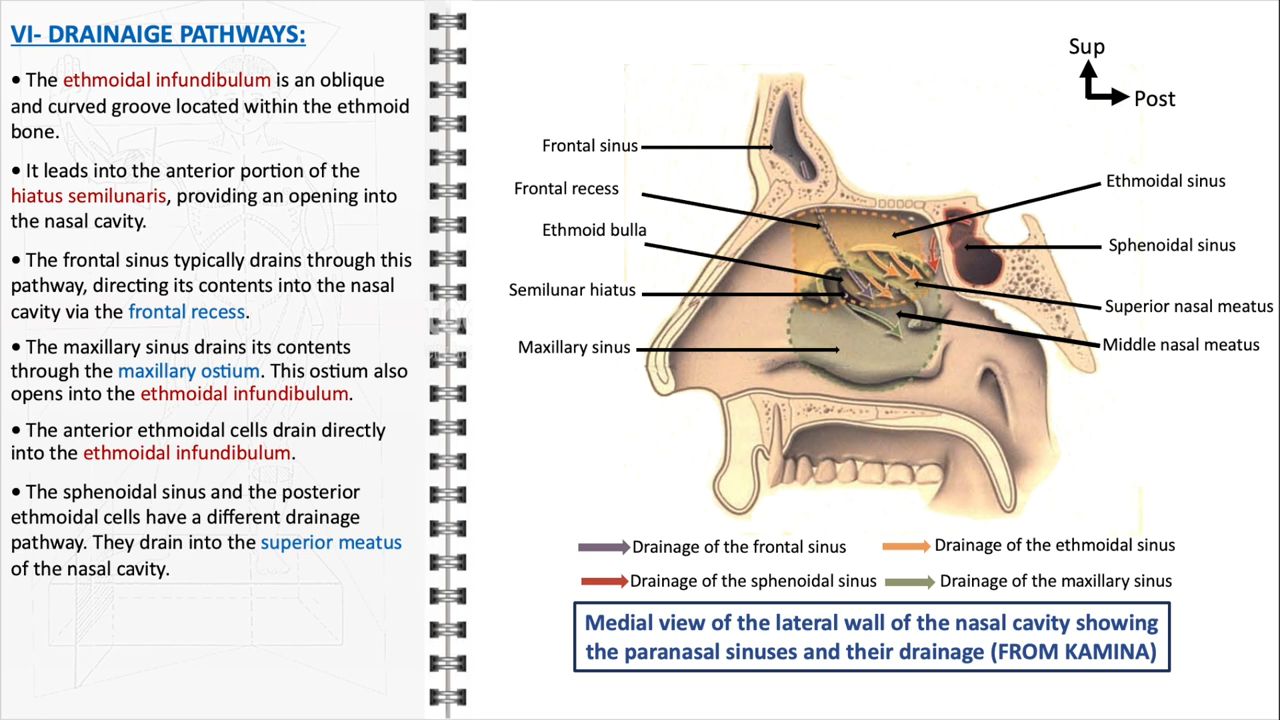 VI- DRAINAIGE PATHWAYS:
• The ethmoidal infundibulum is an oblique
and curved groove located within the ethmoid
bone.
• It leads into the anterior portion of the
hiatus semilunaris, providing an opening into
the nasal cavity.
• The frontal sinus typically drains through this
pathway, directing its contents into the nasal
cavity via the frontal recess.
• The maxillary sinus drains its contents
through the maxillary ostium. This ostium also
opens into the ethmoidal infundibulum.
• The anterior ethmoidal cells drain directly
into the ethmoidal infundibulum.
• The sphenoidal sinus and the posterior
ethmoidal cells have a different drainage
pathway. They drain into the superior meatus
of the nasal cavity.
Sup
Post
Frontal sinus
Frontal recess
Ethmoid bulla
Semilunar hiatus
Maxillary sinus
Ethmoidal sinus
Sphenoidal sinus
Superior nasal meatus
Middle nasal meatus
Drainage of the frontal sinus
Drainage of the ethmoidal sinus
Drainage of the sphenoidal sinus
Drainage of the maxillary sinus
Medial view of the lateral wall of the nasal cavity showing
the paranasal sinuses and their drainage (FROM KAMINA)